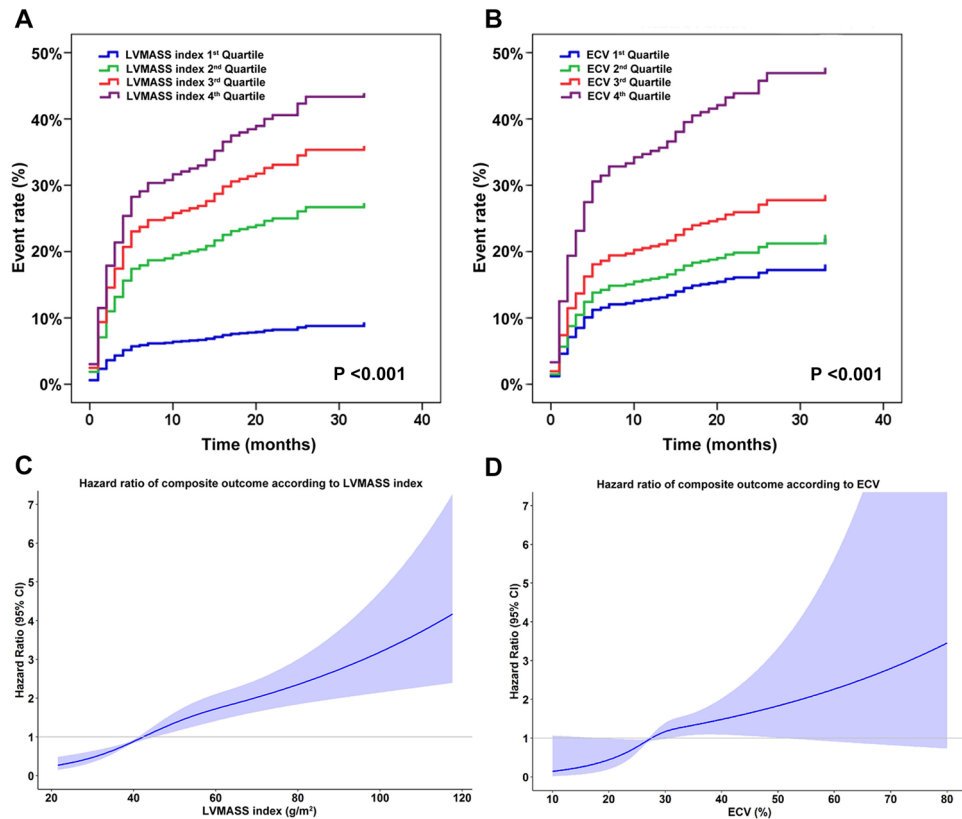 A
50%
40%
30%
20%
10%
0%
Event rate (%)
LVMASS index 1st Quartile
LVMASS index 2nd Quartile
LVMASS index 3rd Quartile
LVMASS index 4th Quartile
P <0.001
0 10 20 30 40
Time (months)
B
50%
40%
30%
20%
10%
0%
Event rate (%)
ECV 1st Quartile
ECV 2nd Quartile
ECV 3rd Quartile
ECV 4th Quartile
P <0.001
0 10 20 30 40
Time (months)
C
Hazard ratio of composite outcome according to LVMASS index
7
6
5
4
3
2
1
0
Hazard Ratio (95% CI)
20 40 60 80 100 120
LVMASS index (g/m²)
D
Hazard ratio of composite outcome according to ECV
7
6
5
4
3
2
1
0
Hazard Ratio (95% CI)
10 20 30 40 50 60 70 80
ECV (%)